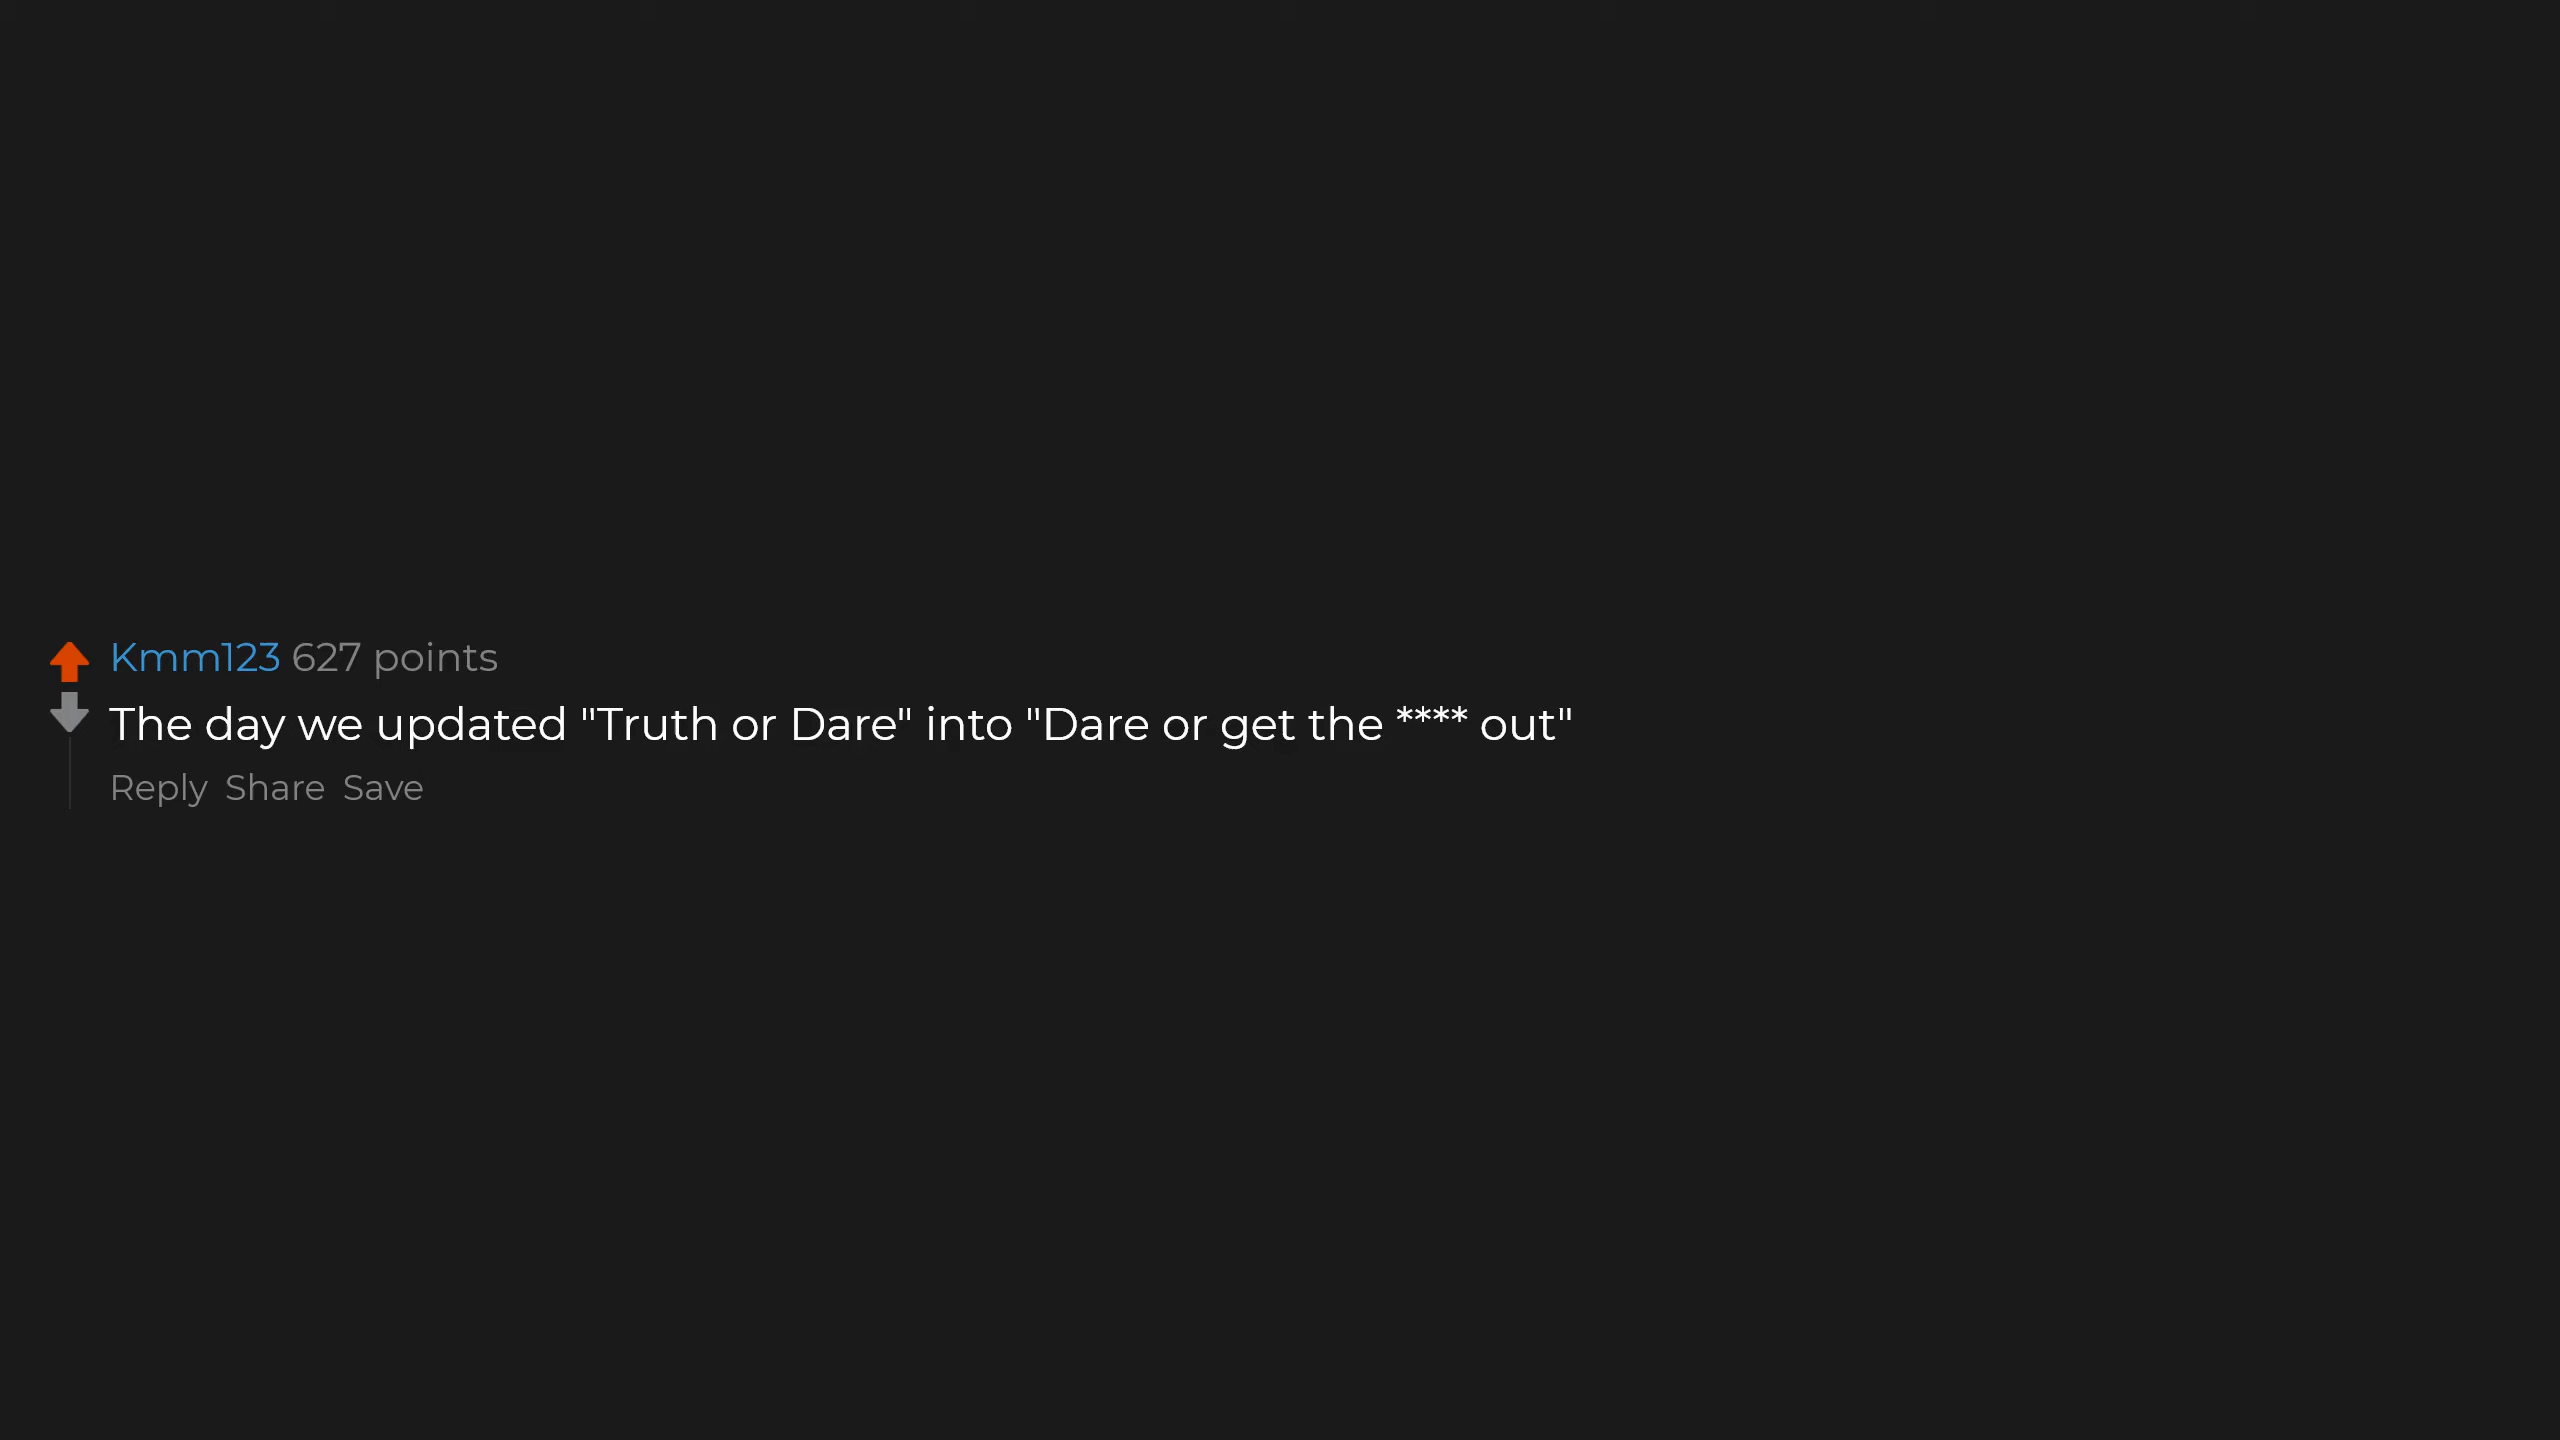 Kmm123 627 points
The day we updated "Truth or Dare" into "Dare or get the **** out"
Reply Share Save